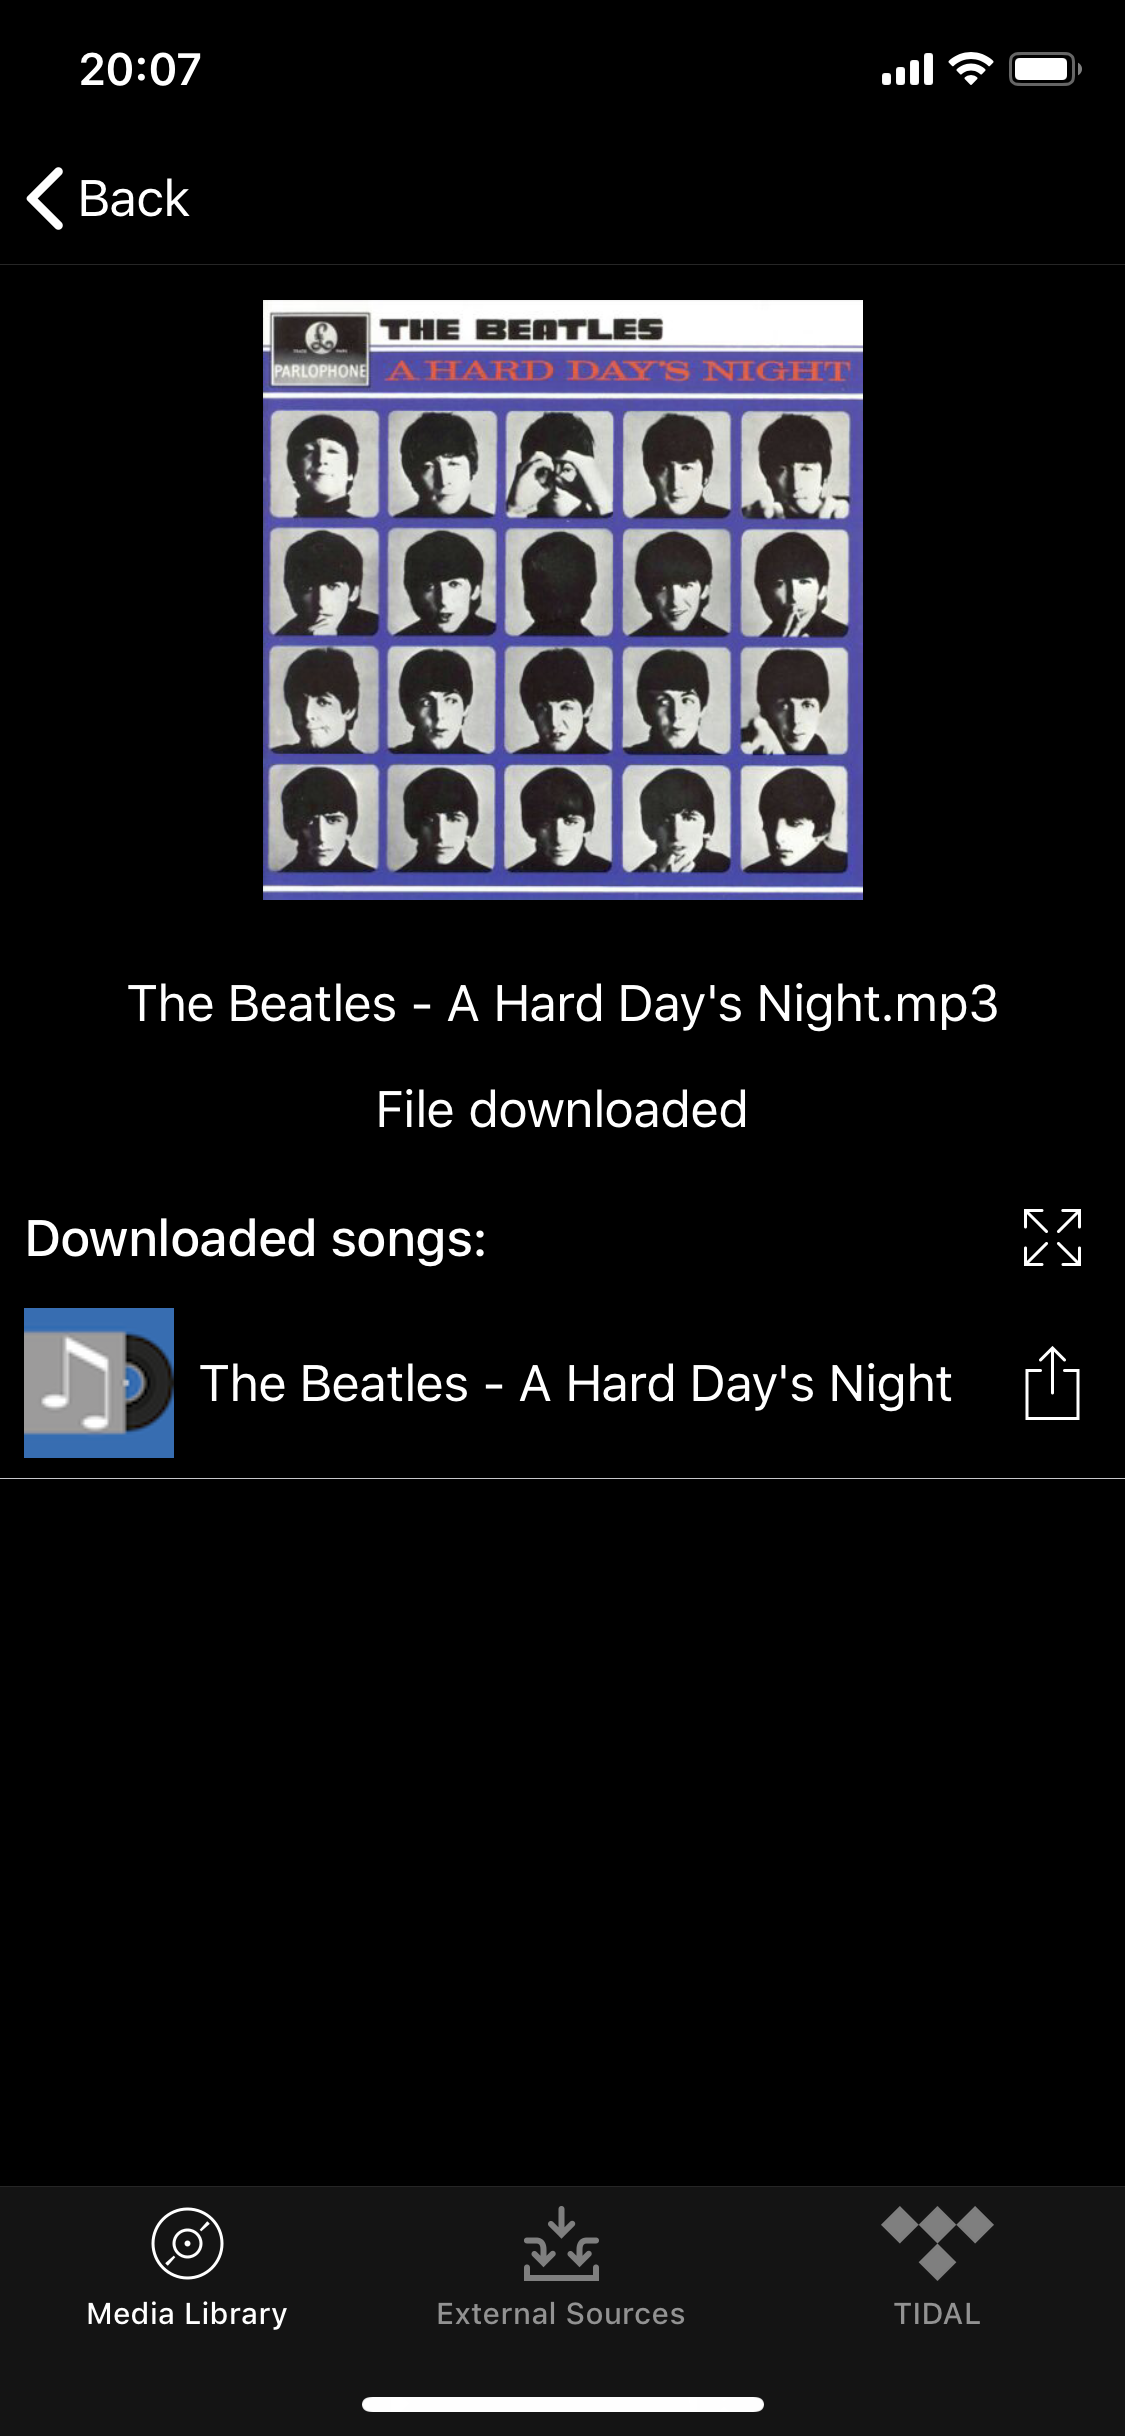 20:07
Back
THE BEATLES
PARLOPHONE
A HARD DAY'S NIGHT
The Beatles - A Hard Day's Night.mp3
File downloaded
Downloaded songs:
The Beatles - A Hard Day's Night
Media Library
External Sources
TIDAL